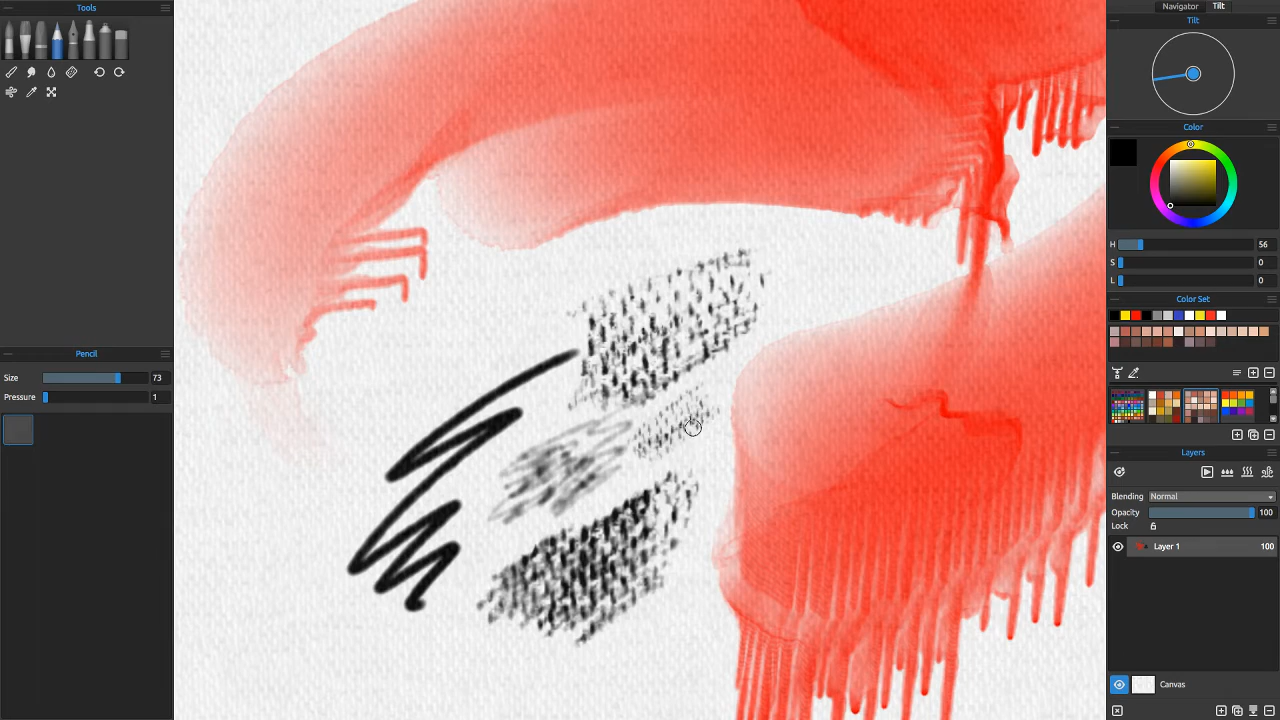 Tools
Pencil
Size 73
Pressure 1
Navigator Tilt
Tilt
Color
H 56
S 0
L 0
Color Set
Layers
Blending Normal
Opacity 100
Lock
Layer 1 100
Canvas